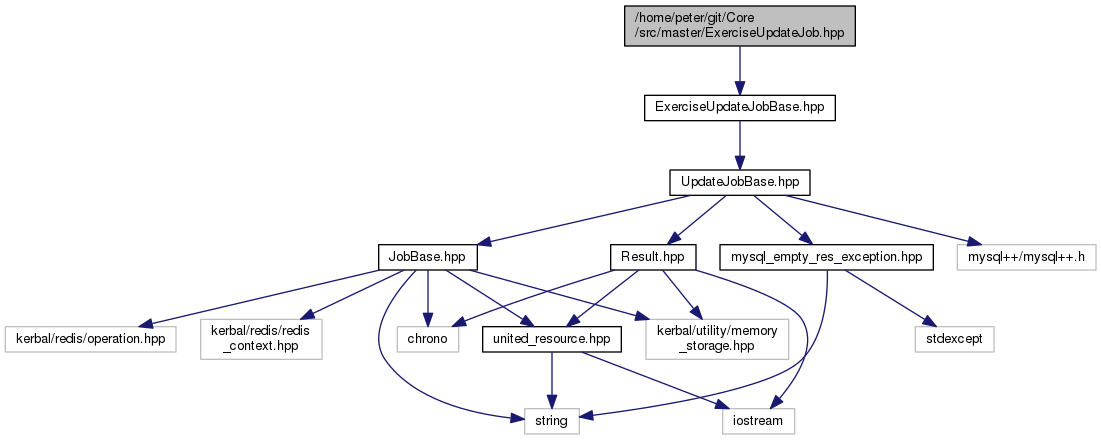 /home/peter/git/Core
/src/master/ExerciseUpdateJob.hpp
ExerciseUpdateJobBase.hpp
UpdateJobBase.hpp
JobBase.hpp
Result.hpp
mysql_empty_res_exception.hpp
mysql++/mysql++.h
kerbal/redis/operation.hpp
kerbal/redis/redis
_context.hpp
chrono
united_resource.hpp
kerbal/utility/memory
_storage.hpp
stdexcept
string
iostream